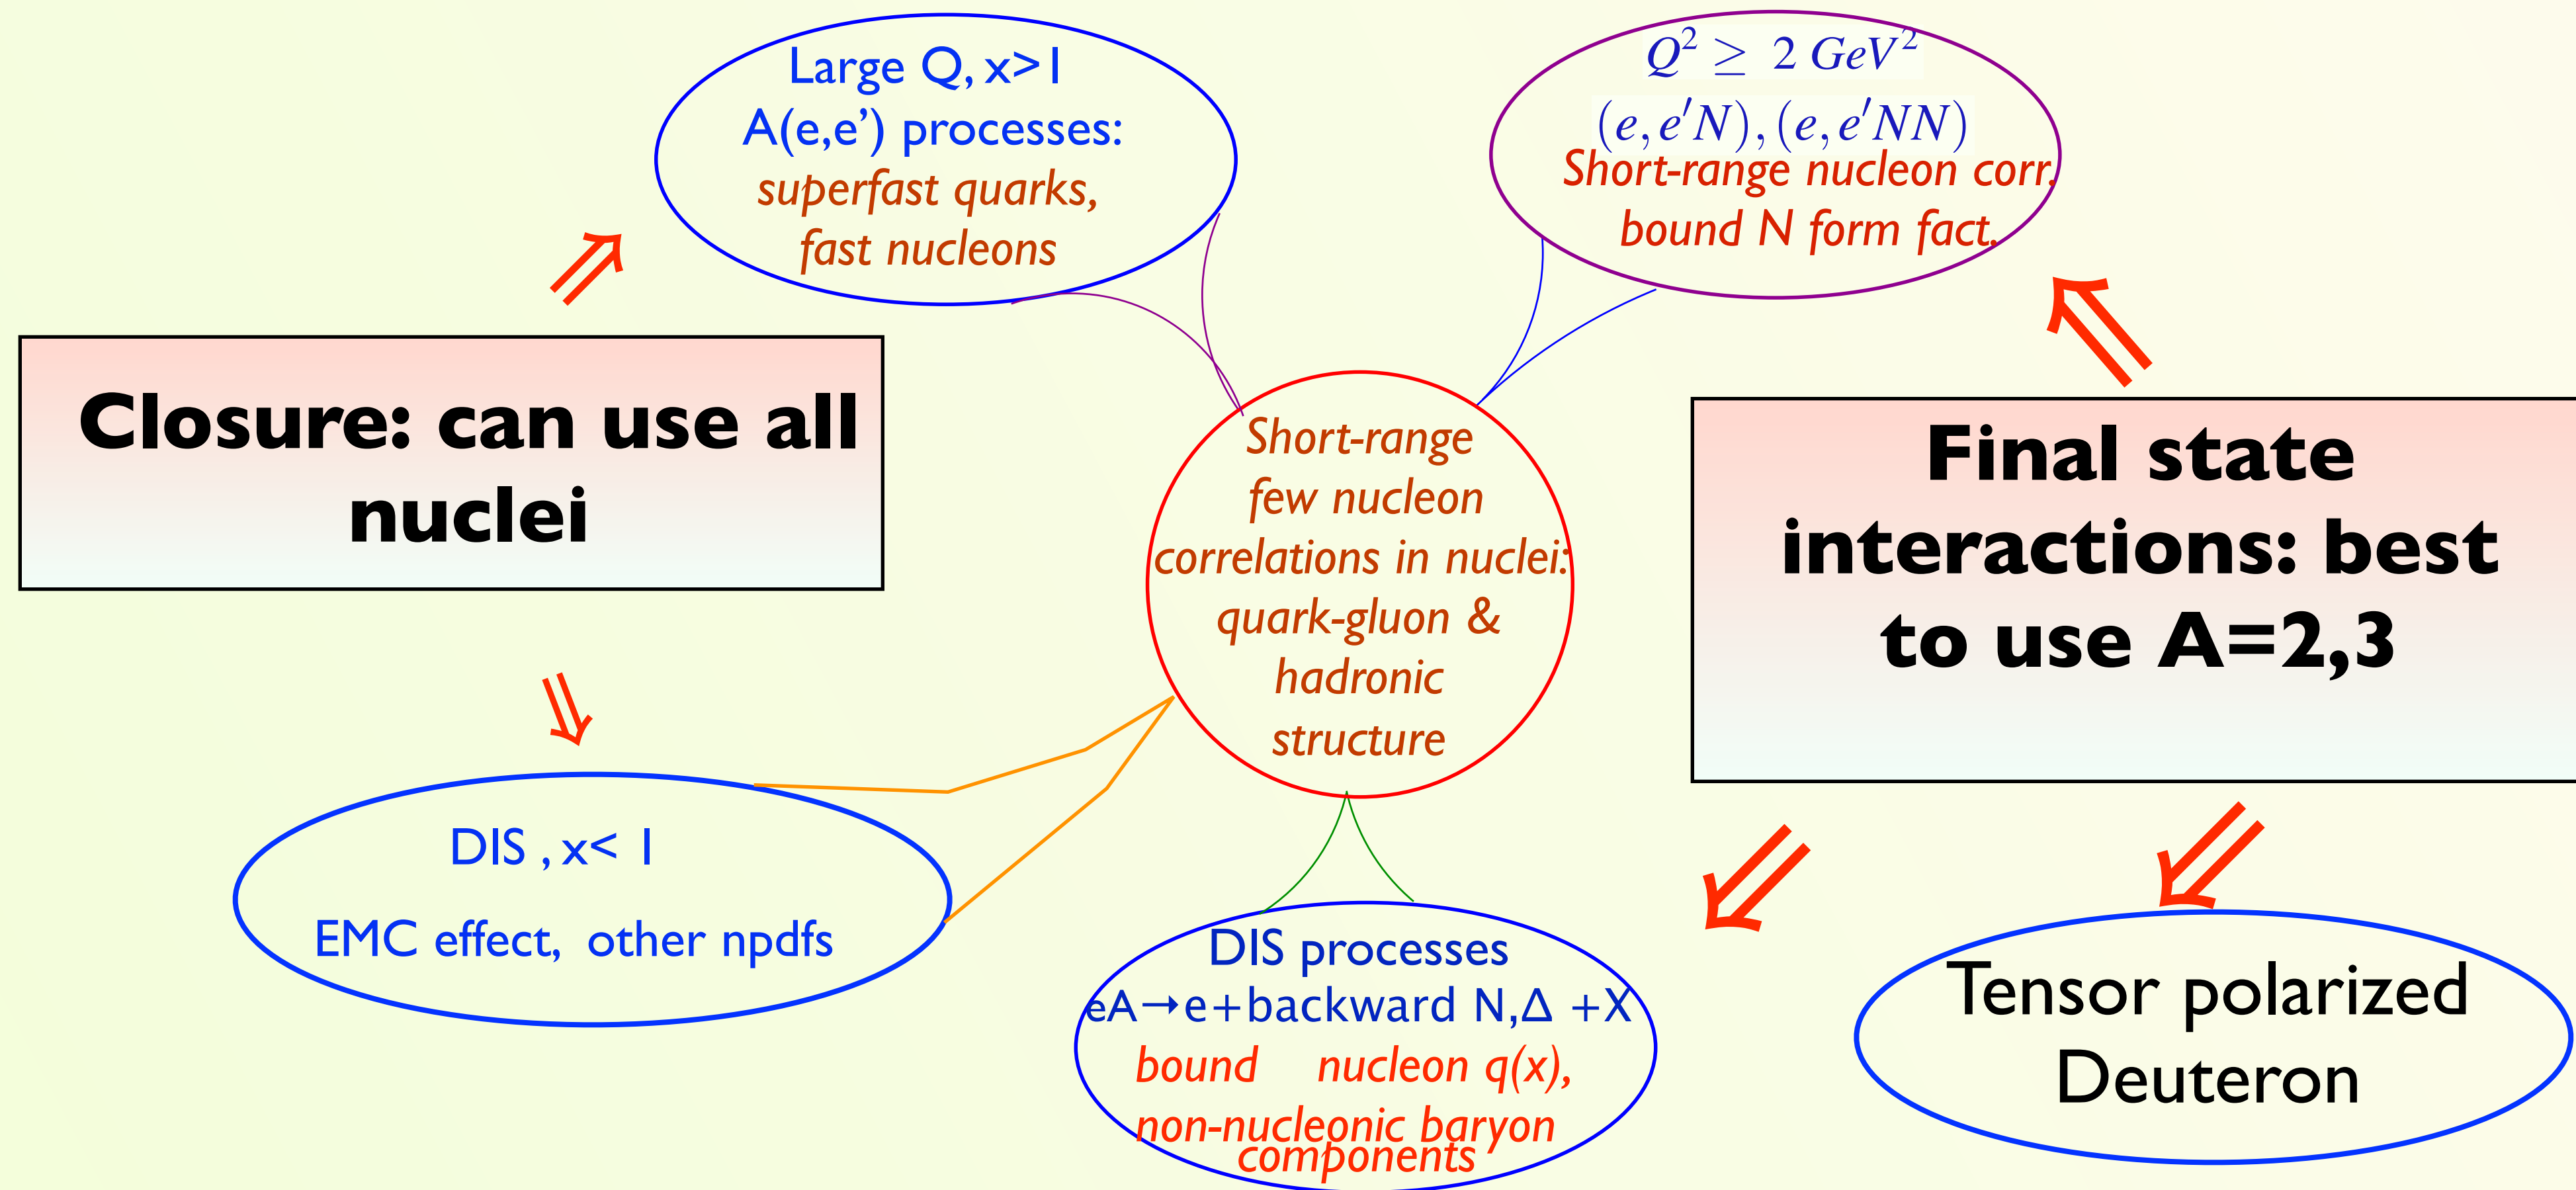 Large Q, x>1
A(e,e’) processes:
superfast quarks,
fast nucleons
Q² ≥ 2 GeV²
(e,e′N),(e,e′NN)
Short-range nucleon corr.
bound N form fact.
Closure: can use all
nuclei
Short-range
few nucleon
correlations in nuclei:
quark-gluon &
hadronic
structure
Final state
interactions: best
to use A=2,3
DIS , x< 1
EMC effect, other npdfs
DIS processes
eA→e+backward N,Δ +X
bound nucleon q(x),
non-nucleonic baryon
components
Tensor polarized
Deuteron